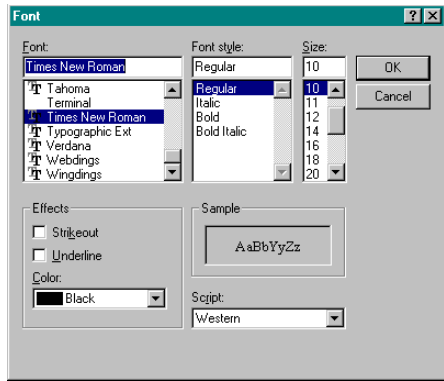 Font
Font: Font style: Size:
Times New Roman Regular 10 OK
Tahoma Regular 10 Cancel
Terminal Italic 11
Times New Roman Bold 12
Typographic Ext Bold Italic 14
Verdana 16
Webdings 18
Wingdings 20
Effects Sample
Strikeout AaBbYyZz
Underline
Color: Script:
Black Western